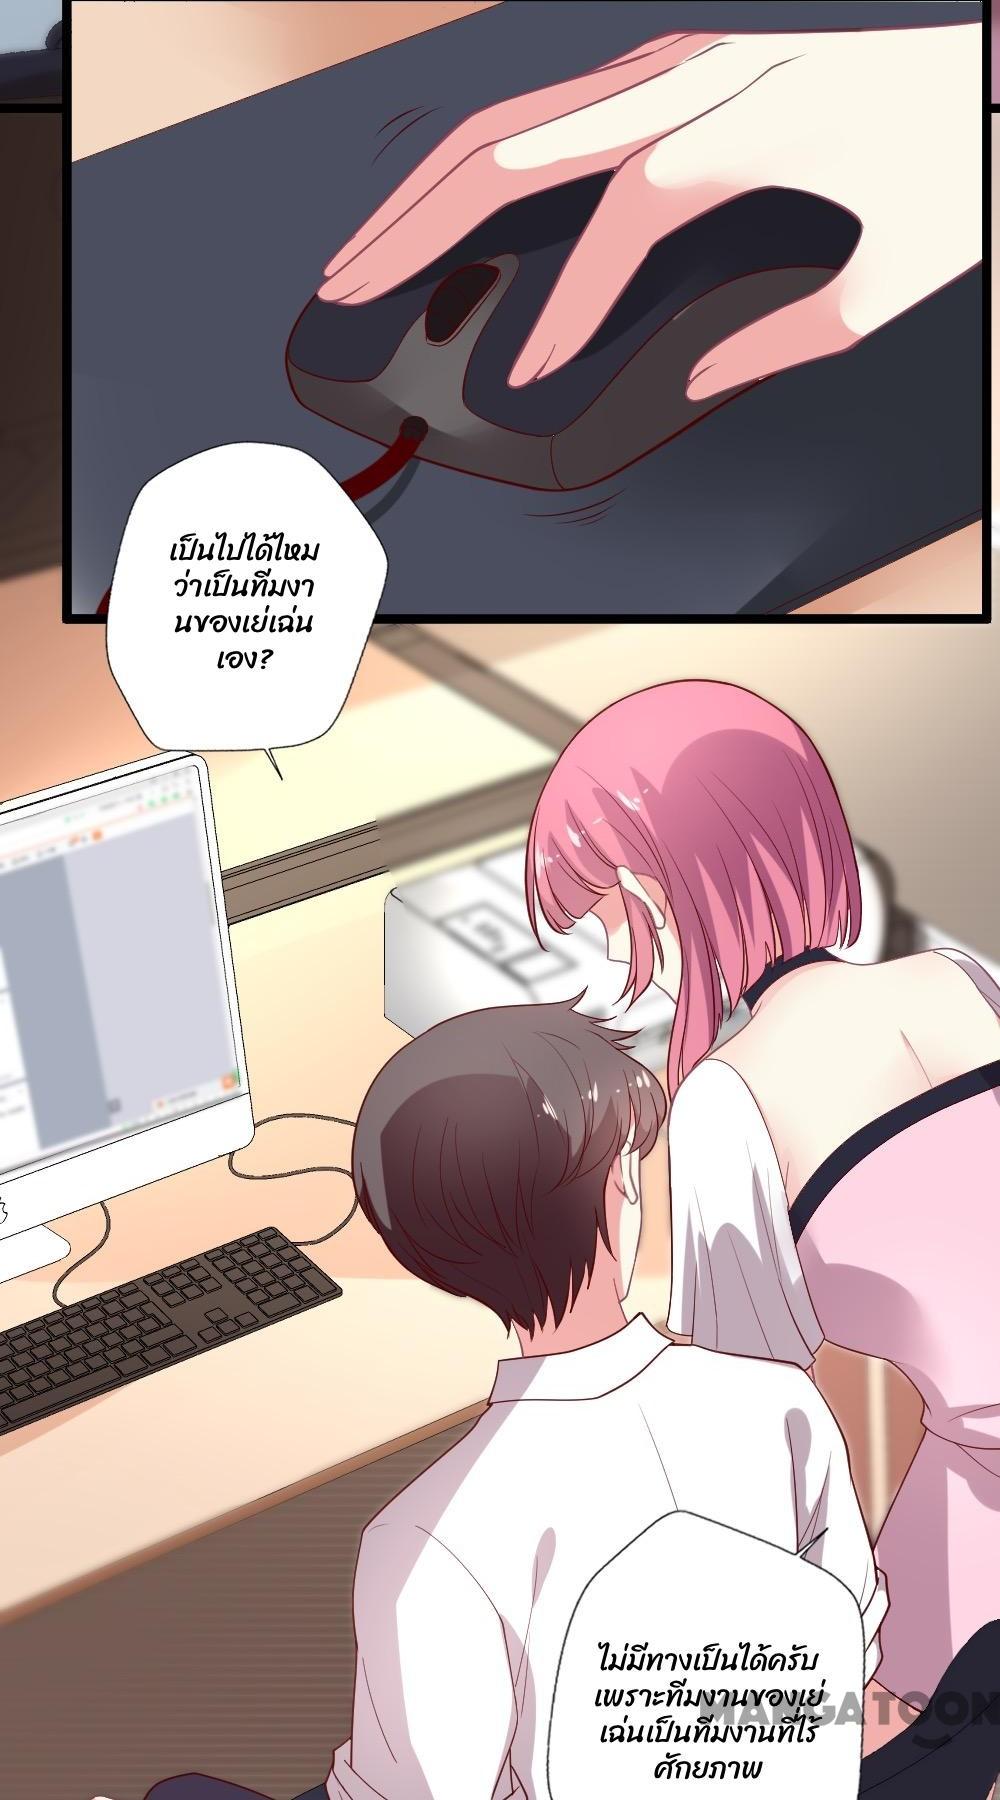 เป็นไปได้ไหม
ว่าเป็นทีมงา
นของเย่เฉ่น
เอง?
ไม่มีทางเป็นได้ครับ
เพราะทีมงานของเย่
เฉ่นเป็นทีมงานที่ไร้
ศักยภาพ
MANGATOON